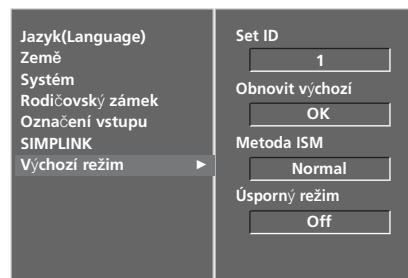 Jazyk(Language)
Země
Systém
Rodičovský zámek
Označení vstupu
SIMPLINK
Výchozí režim ►
Set ID
1
Obnovit výchozí
OK
Metoda ISM
Normal
Úsporný režim
Off